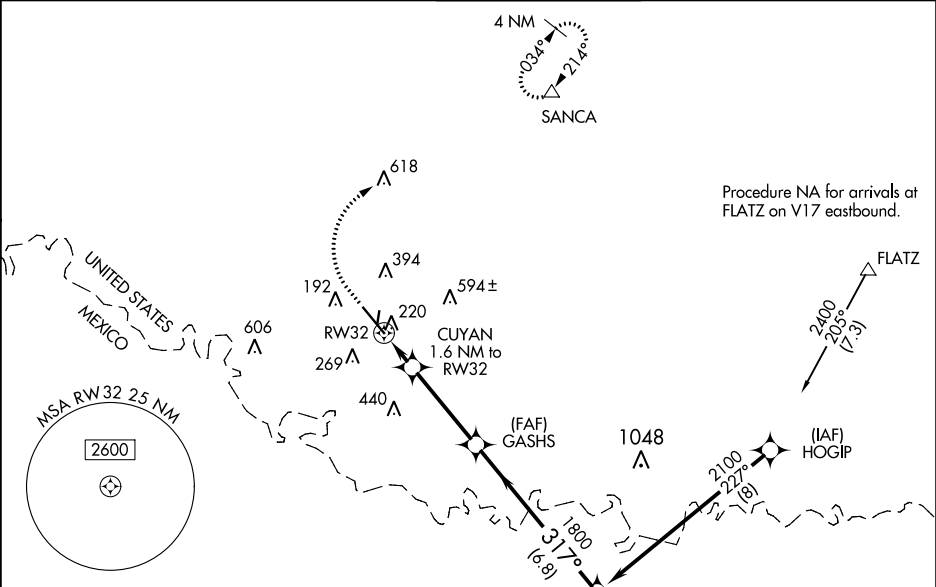 4 NM
034°
214°
SANCA
618
Procedure NA for arrivals at
FLATZ on V17 eastbound.
FLATZ
2400
205°
(7.3)
394
192
594±
220
RW32
UNITED STATES
MEXICO
606
269
CUYAN
1.6 NM to
RW32
440
MSA RW32 25 NM
2600
(FAF)
GASHS
1048
(IAF)
HOGIP
2100
227°
(8)
1800
317°
(6.8)